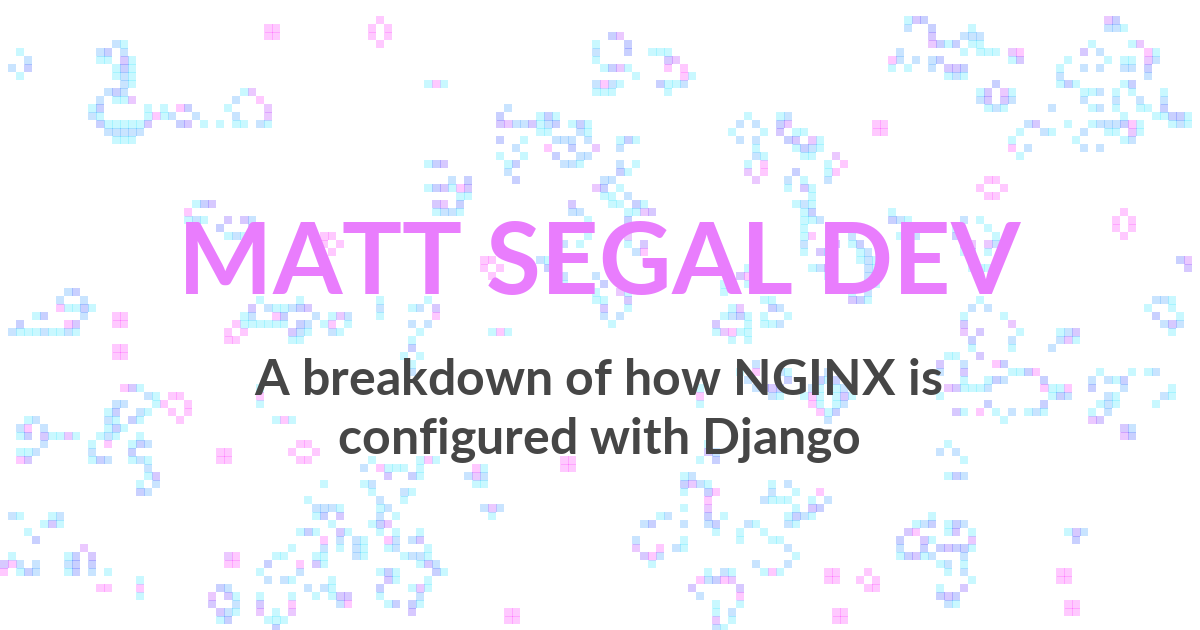 MATT SEGAL DEV
A breakdown of how NGINX is
configured with Django